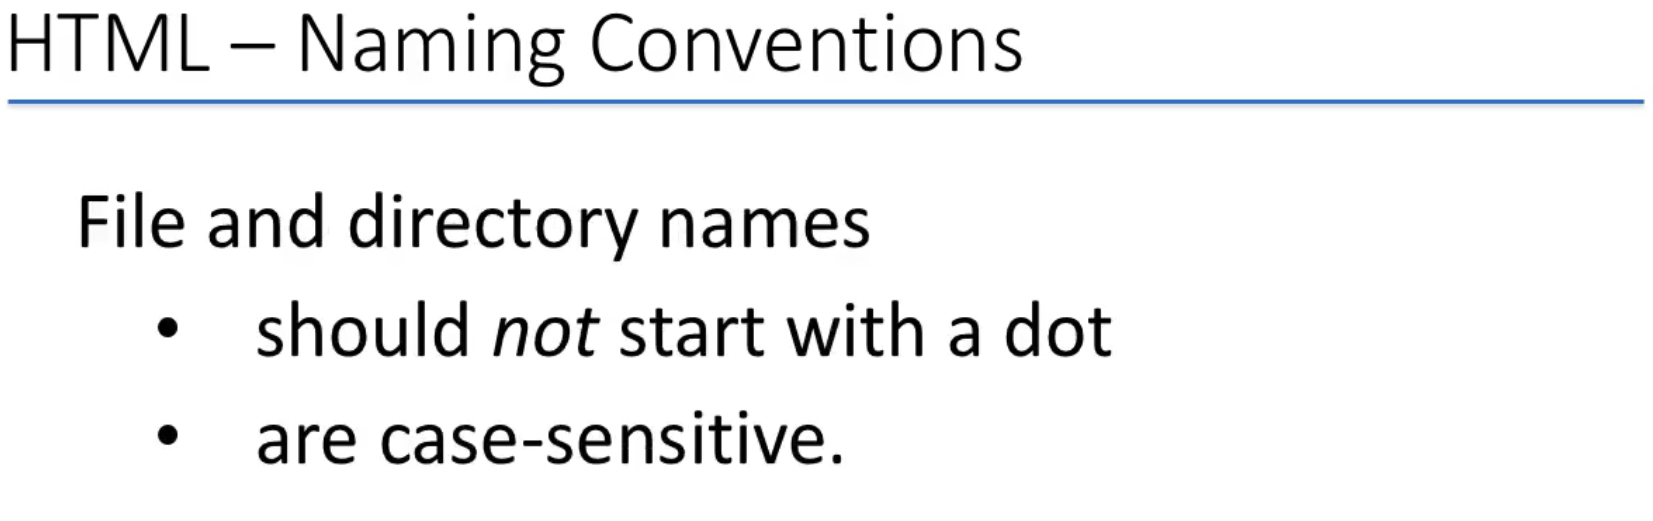 HTML – Naming Conventions
File and directory names
• should not start with a dot
• are case-sensitive.